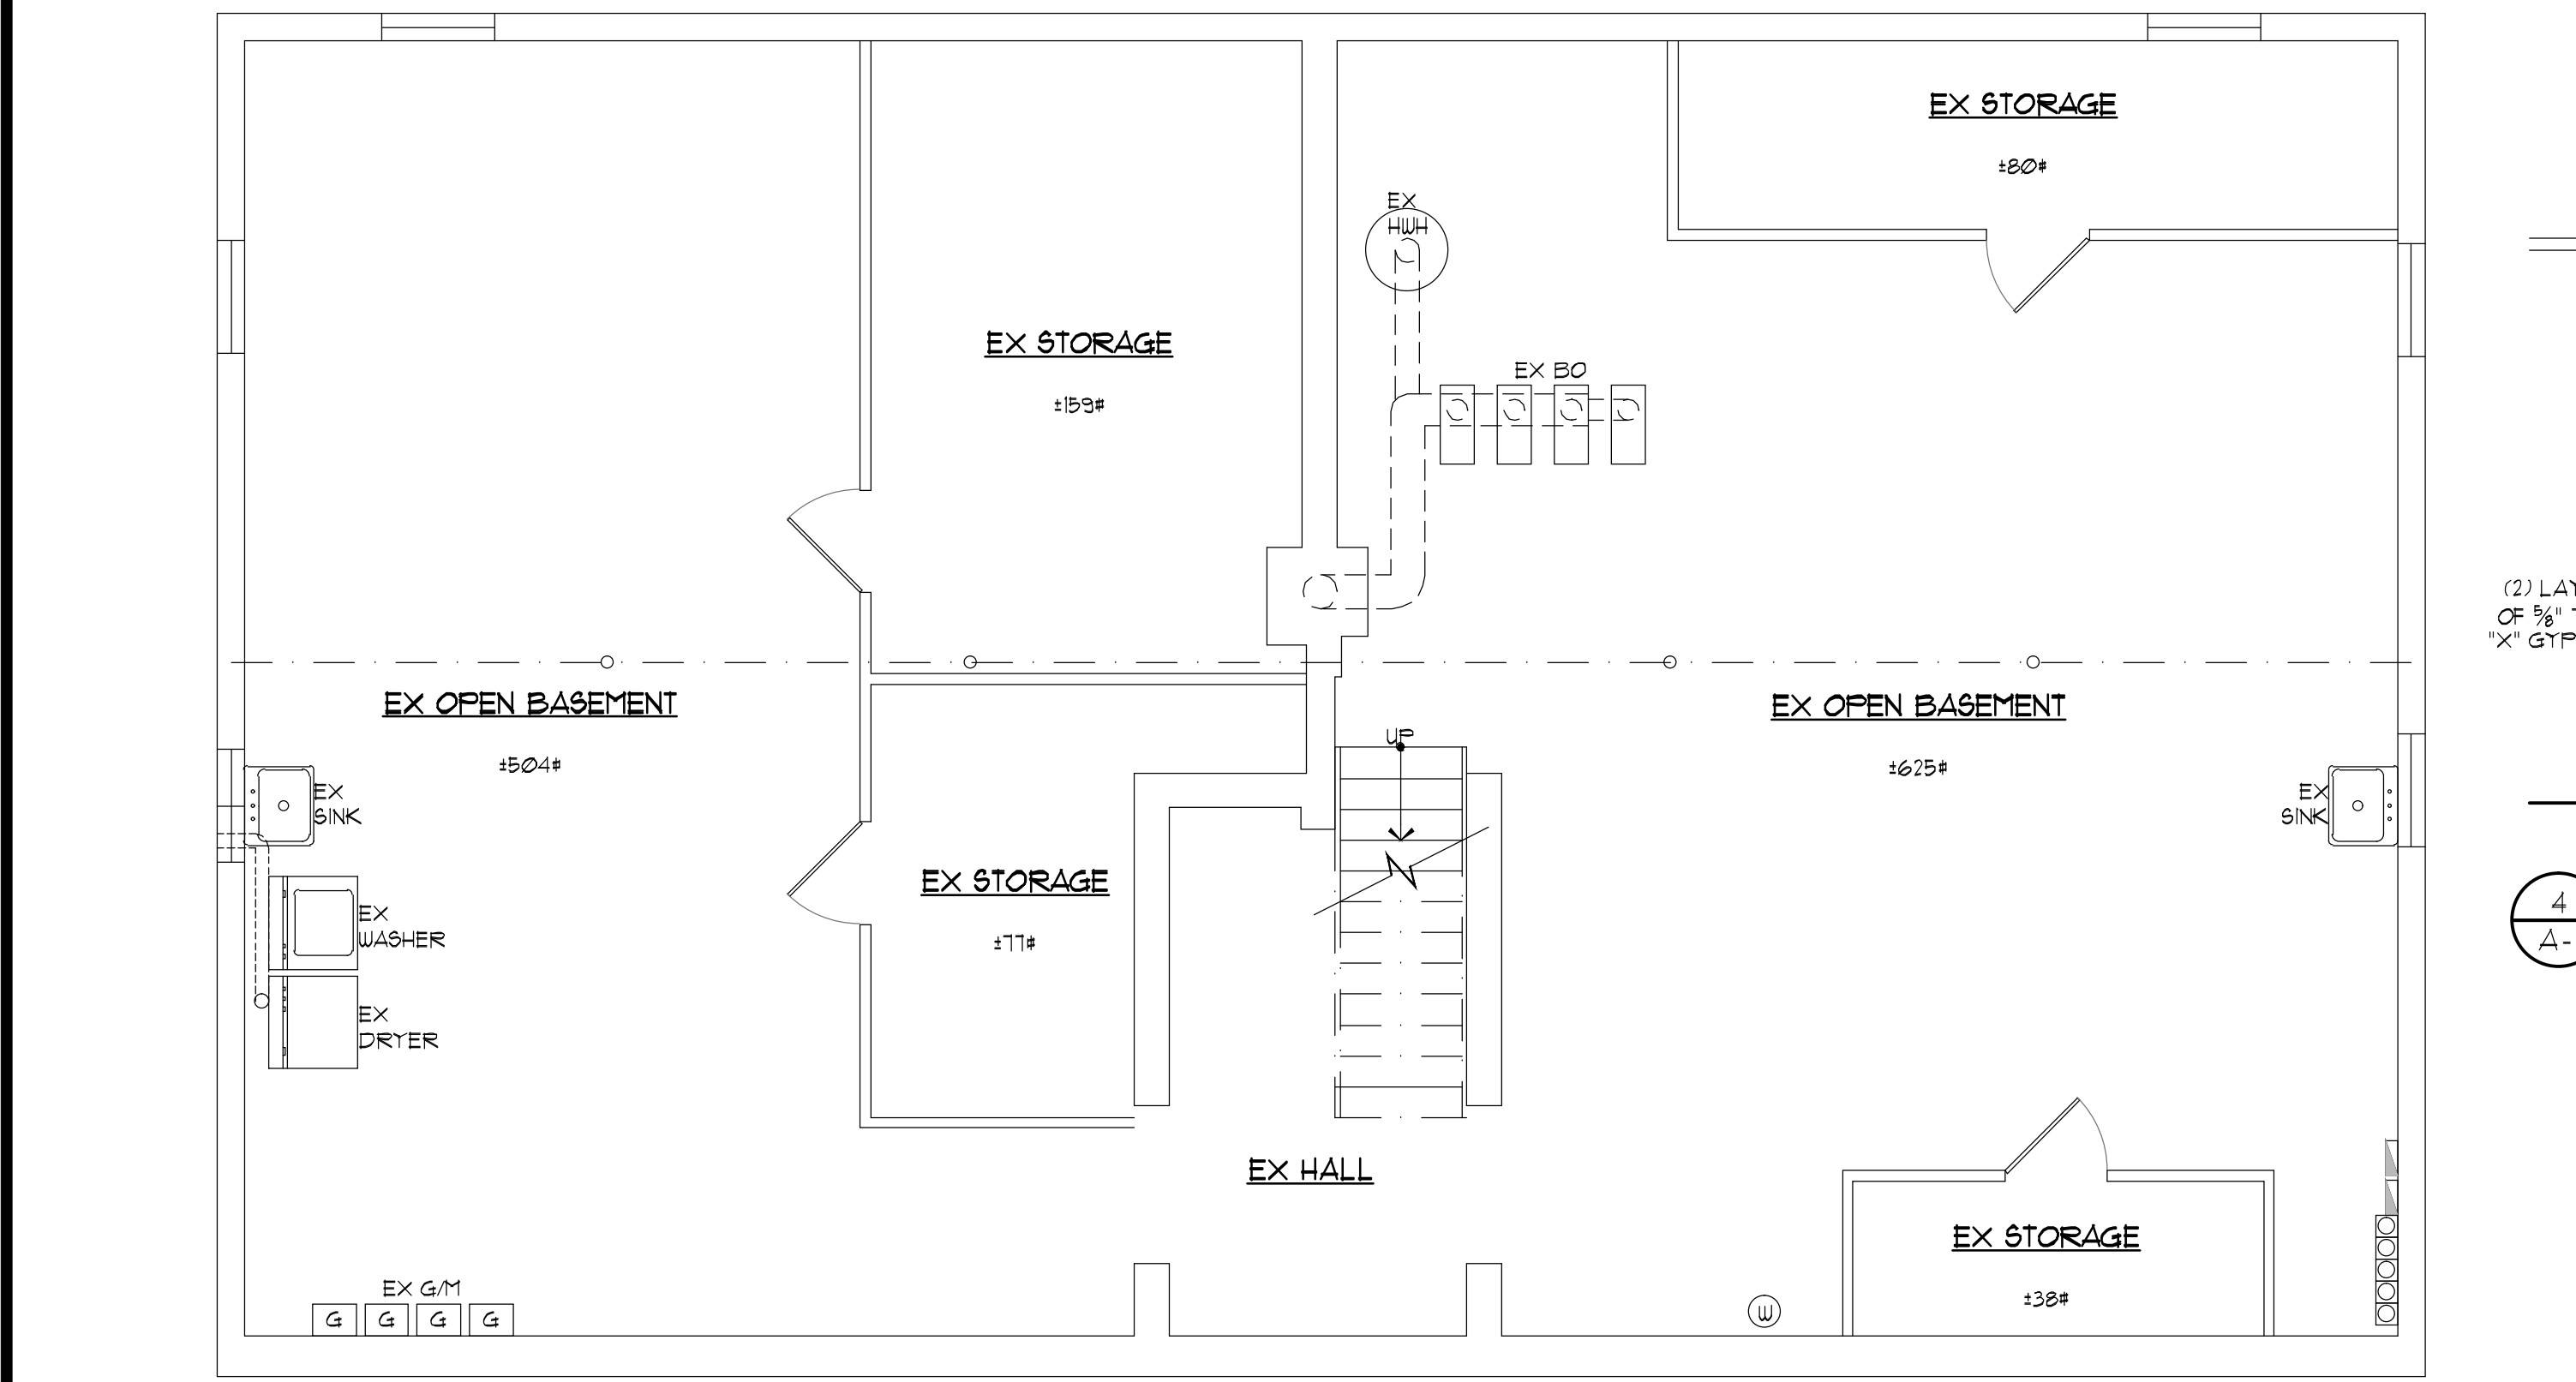 EX STORAGE
±80#
EX
HWH
EX STORAGE
±159#
EX BO
(2) LAY
OF 5/8" T
"X" GYP
EX OPEN BASEMENT
±504#
EX OPEN BASEMENT
±625#
UP
EX
SINK
EX
SINK
EX STORAGE
±77#
EX
WASHER
4
A-
EX
DRYER
EX HALL
EX STORAGE
±38#
EX G/M
G G G G
W